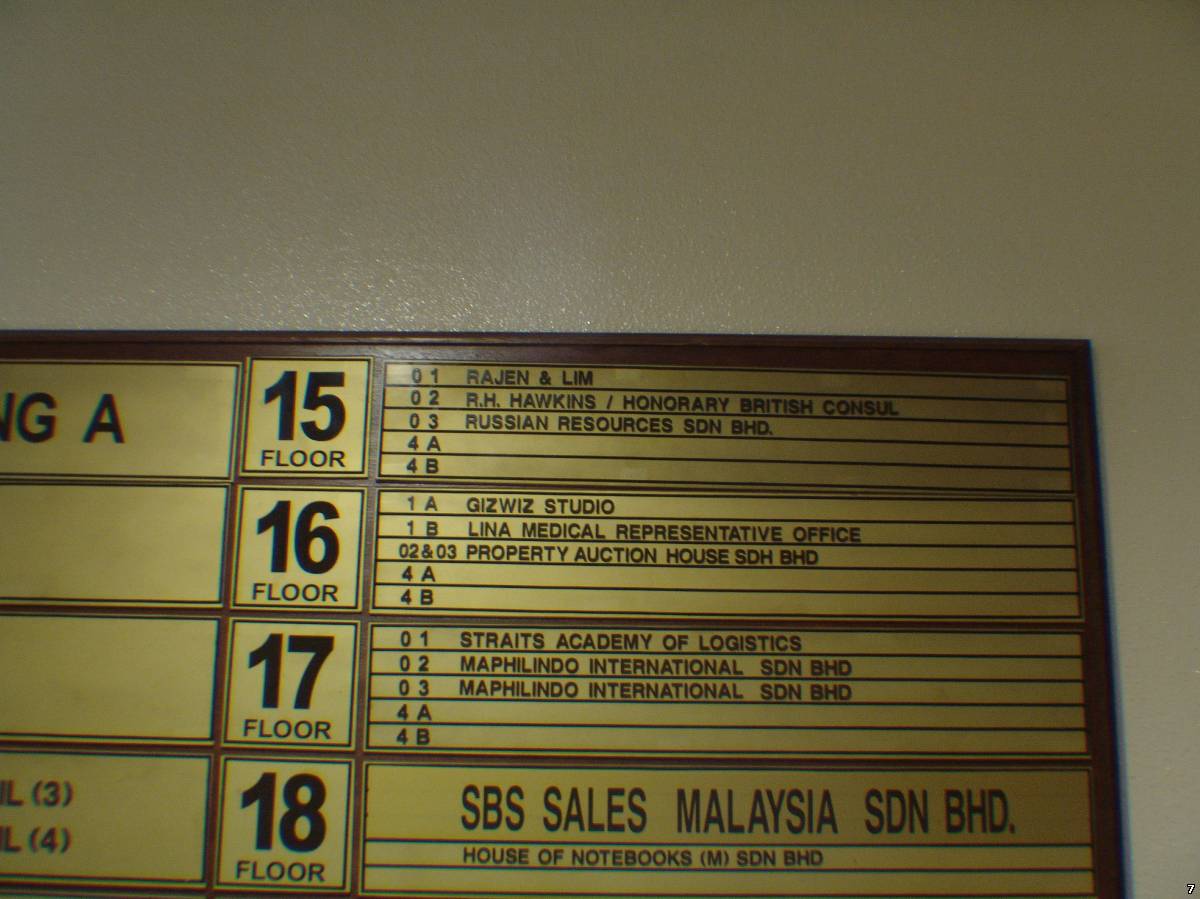 NG A
15
FLOOR
0 1 RAJEN & LIM
0 2 R.H. HAWKINS / HONORARY BRITISH CONSUL
0 3 RUSSIAN RESOURCES SDN BHD.
4 A
4 B
16
FLOOR
1 A GIZWIZ STUDIO
1 B LINA MEDICAL REPRESENTATIVE OFFICE
02&03 PROPERTY AUCTION HOUSE SDH BHD
4 A
4 B
17
FLOOR
0 1 STRAITS ACADEMY OF LOGISTICS
0 2 MAPHILINDO INTERNATIONAL SDN BHD
0 3 MAPHILINDO INTERNATIONAL SDN BHD
4 A
4 B
IL (3)
IL (4)
18
FLOOR
SBS SALES MALAYSIA SDN BHD.
HOUSE OF NOTEBOOKS (M) SDN BHD
7